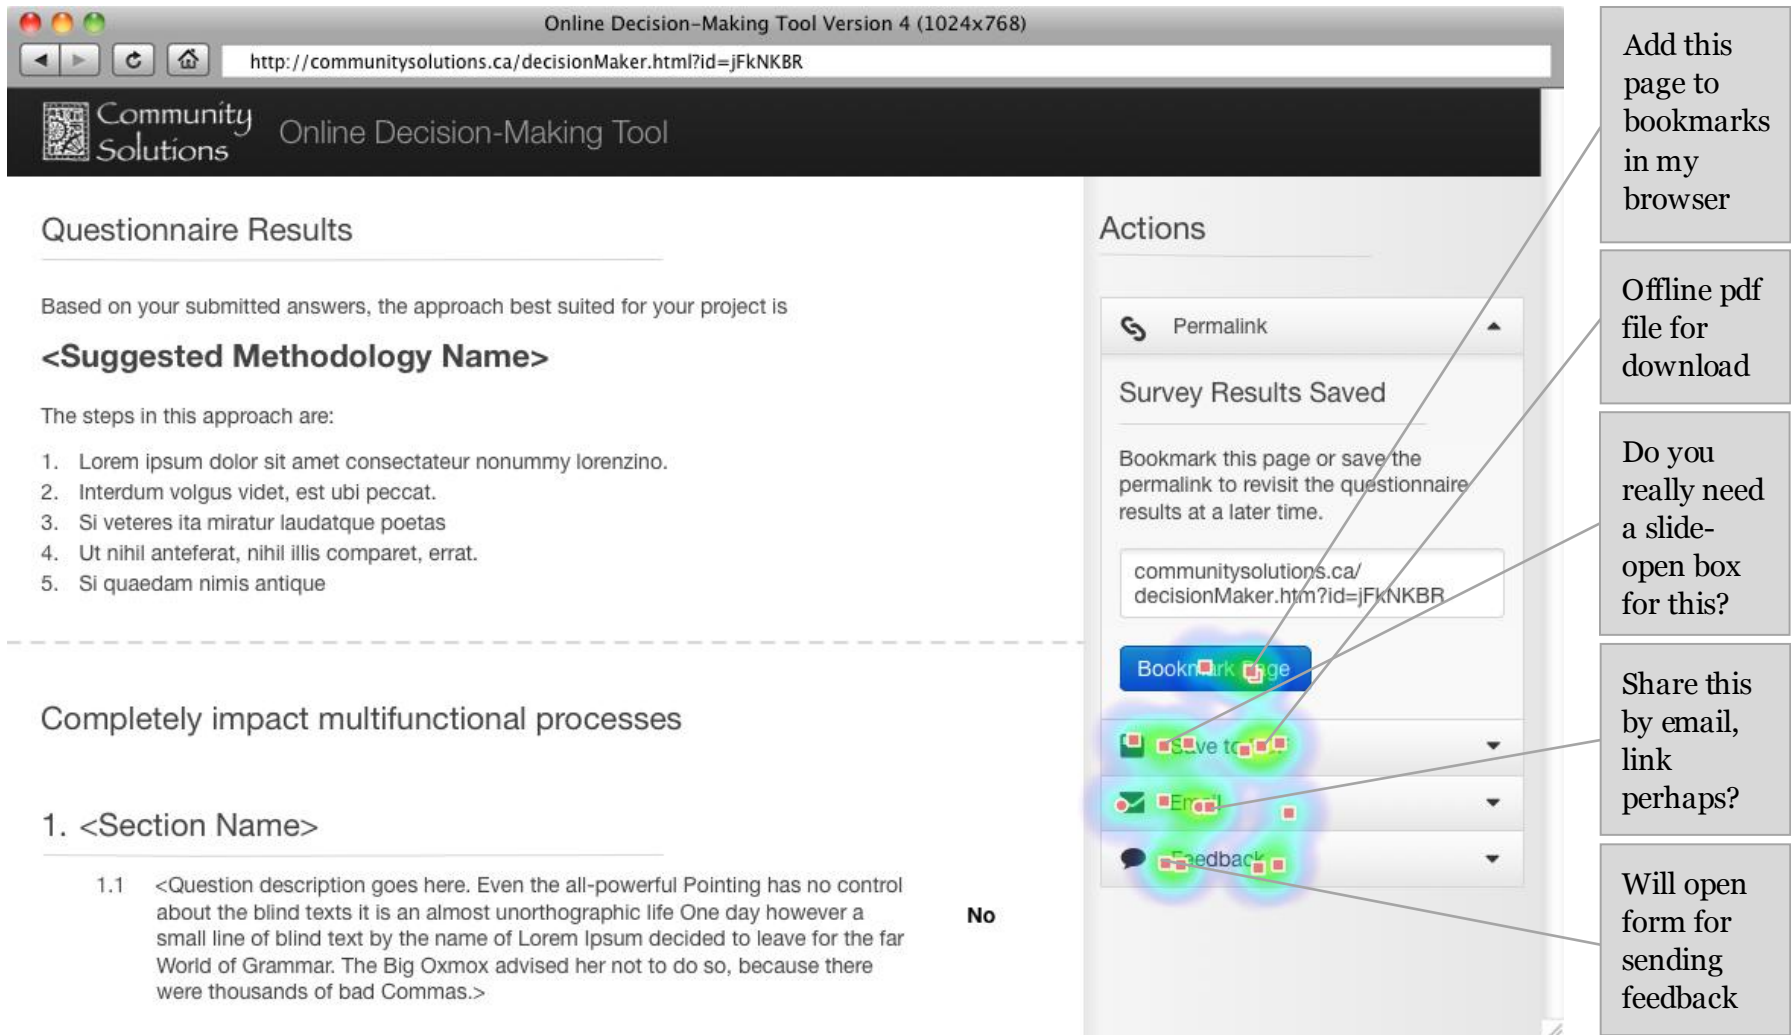 Online Decision-Making Tool Version 4 (1024x768)
http://communitysolutions.ca/decisionMaker.html?id=jFkNKBR
Community
Solutions
Online Decision-Making Tool
Questionnaire Results
Based on your submitted answers, the approach best suited for your project is
<Suggested Methodology Name>
The steps in this approach are:
1. Lorem ipsum dolor sit amet consectateur nonummy lorenzino.
2. Interdum volgus videt, est ubi peccat.
3. Si veteres ita miratur laudatque poetas
4. Ut nihil anteferat, nihil illis comparet, errat.
5. Si quaedam nimis antique
Completely impact multifunctional processes
1. <Section Name>
1.1 <Question description goes here. Even the all-powerful Pointing has no control
about the blind texts it is an almost unorthographic life One day however a
small line of blind text by the name of Lorem Ipsum decided to leave for the far
World of Grammar. The Big Oxmox advised her not to do so, because there
were thousands of bad Commas.>
No
Actions
Permalink
Survey Results Saved
Bookmark this page or save the
permalink to revisit the questionnaire
results at a later time.
communitysolutions.ca/
decisionMaker.htm?id=jFkNKBR
Bookmark Page
Save to
Email
Feedback
Add this
page to
bookmarks
in my
browser
Offline pdf
file for
download
Do you
really need
a slide-
open box
for this?
Share this
by email,
link
perhaps?
Will open
form for
sending
feedback